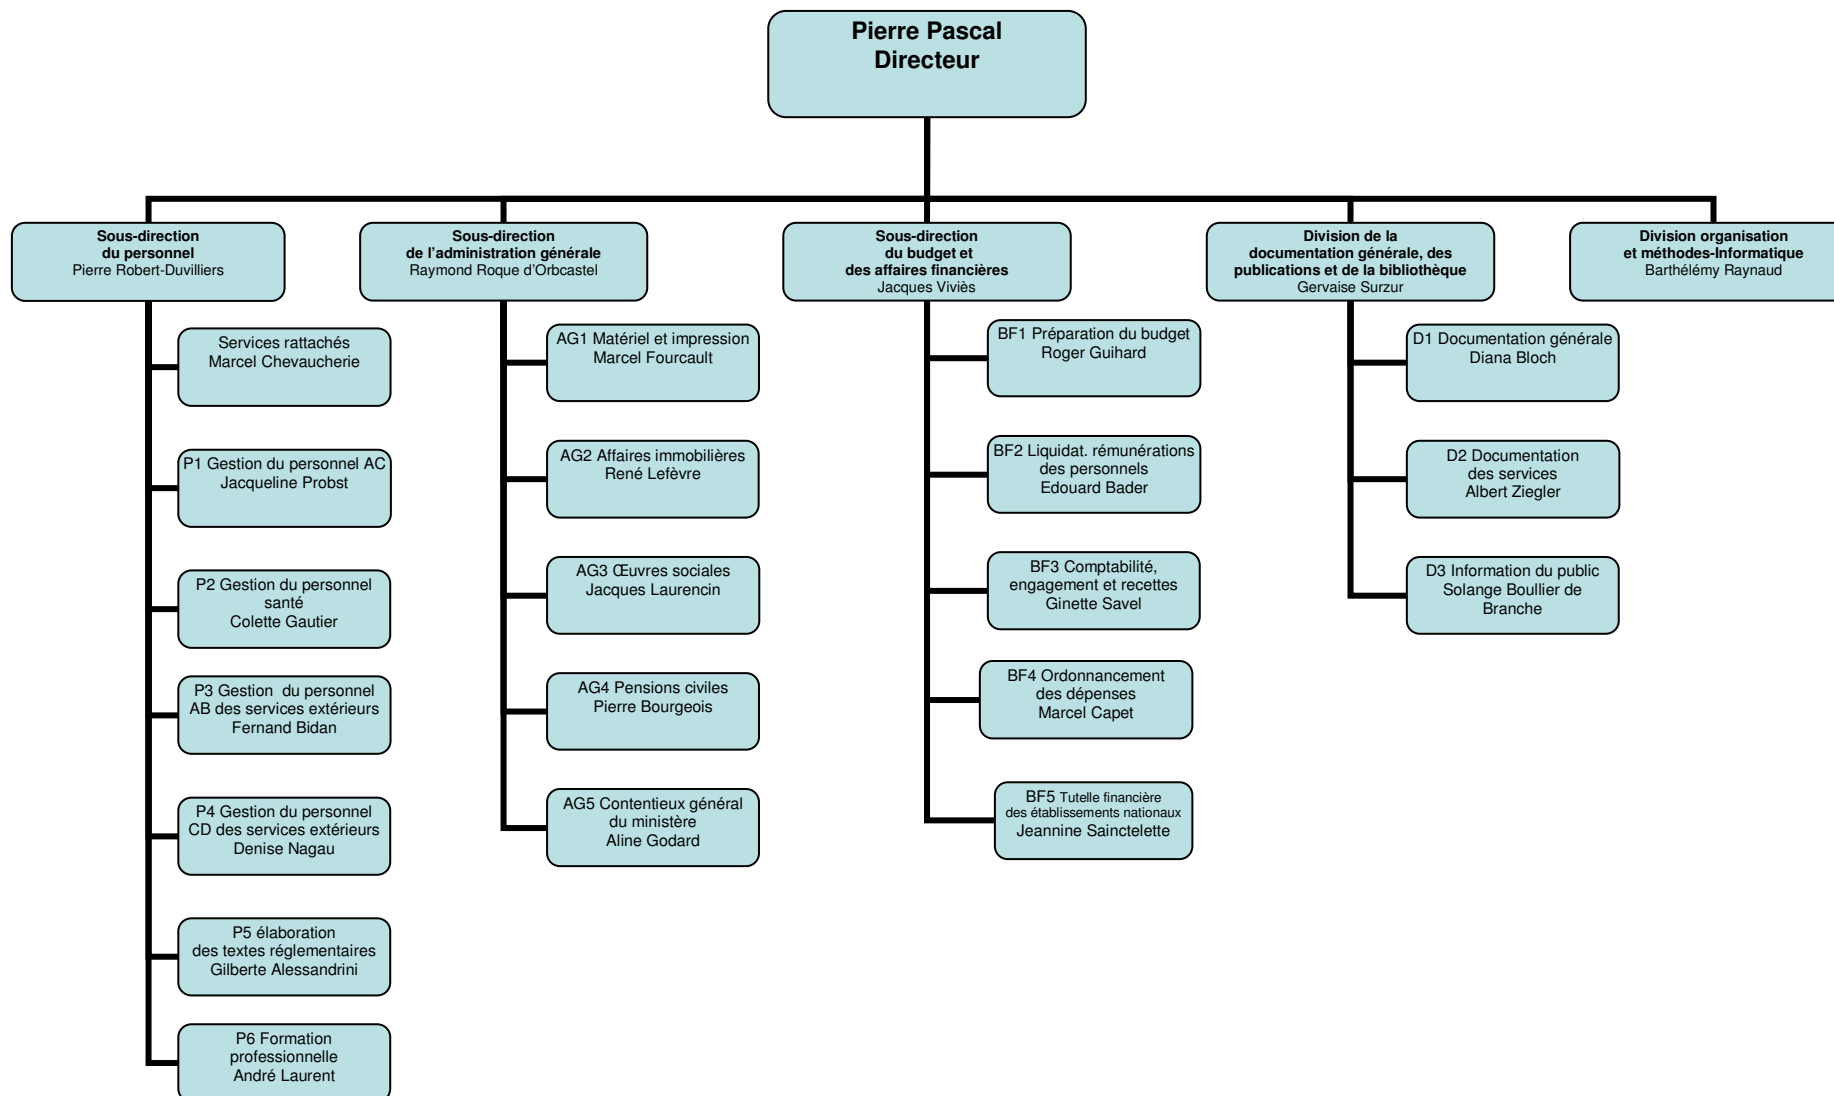 Pierre Pascal
Directeur
Sous-direction
du personnel
Pierre Robert-Duvilliers
Services rattachés
Marcel Chevaucherie
P1 Gestion du personnel AC
Jacqueline Probst
P2 Gestion du personnel
santé
Colette Gautier
P3 Gestion  du personnel
AB des services extérieurs
Fernand Bidan
P4 Gestion du personnel
CD des services extérieurs
Denise Nagau
P5 élaboration
des textes réglementaires
Gilberte Alessandrini
P6 Formation
professionnelle
André Laurent
Sous-direction
de l’administration générale
Raymond Roque d’Orbcastel
AG1 Matériel et impression
Marcel Fourcault
AG2 Affaires immobilières
René Lefèvre
AG3 Œuvres sociales
Jacques Laurencin
AG4 Pensions civiles
Pierre Bourgeois
AG5 Contentieux général
du ministère
Aline Godard
Sous-direction
du budget et
des affaires financières
Jacques Viviès
BF1 Préparation du budget
Roger Guihard
BF2 Liquidat. rémunérations
des personnels
Edouard Bader
BF3 Comptabilité,
engagement et recettes
Ginette Savel
BF4 Ordonnancement
des dépenses
Marcel Capet
BF5 Tutelle financière
des établissements nationaux
Jeannine Sainctelette
Division de la
documentation générale, des
publications et de la bibliothèque
Gervaise Surzur
D1 Documentation générale
Diana Bloch
D2 Documentation
des services
Albert Ziegler
D3 Information du public
Solange Boullier de
Branche
Division organisation
et méthodes-Informatique
Barthélémy Raynaud